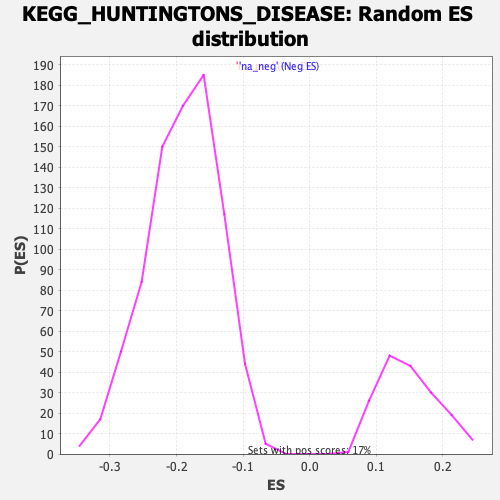 KEGG_HUNTINGTONS_DISEASE: Random ES
distribution
''na_neg' (Neg ES)
190
180
170
160
150
140
130
120
110
100
90
80
70
60
50
40
30
20
10
0
P(ES)
Sets with pos scores: 17%
-0.3 -0.2 -0.1 0.0 0.1 0.2
ES